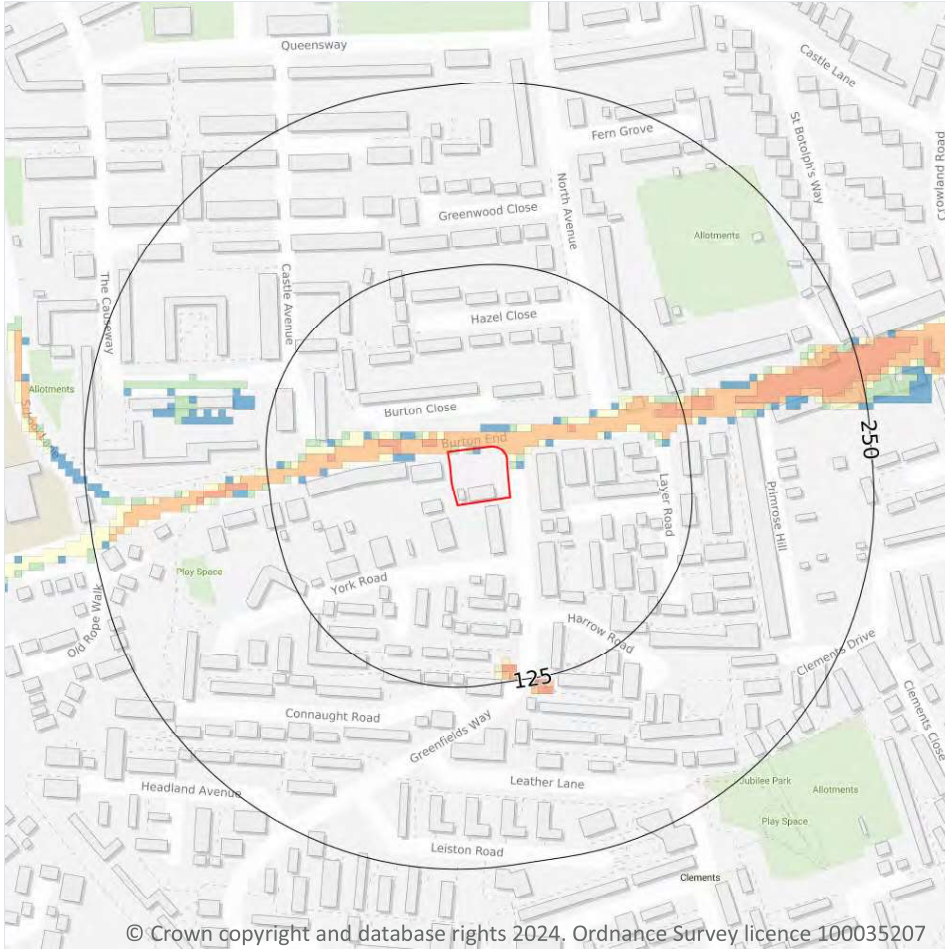 Queensway
Castle Lane
Fern Grove
St Botolph's Way
Crowland Road
North Avenue
Greenwood Close
Allotments
The Causeway
Castle Avenue
Hazel Close
Allotments
Burton Close
Burton End
250
Layer Road
Primrose Hill
Play Space
York Road
Old Rope Walk
Harrow Road
Clements Drive
125
Connaught Road
Greenfields Way
Clements Close
Leather Lane
Headland Avenue
Jubilee Park
Allotments
Play Space
Leiston Road
Clements
© Crown copyright and database rights 2024. Ordnance Survey licence 100035207